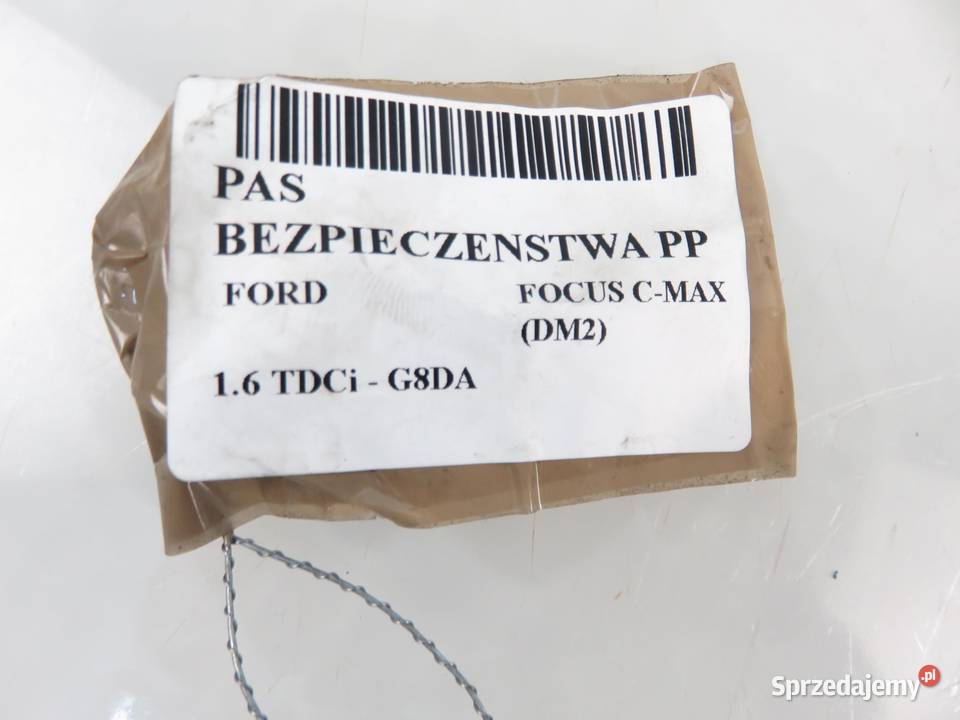 PAS
BEZPIECZENSTWA PP
FORD FOCUS C-MAX
(DM2)
1.6 TDCi - G8DA
Sprzedajemy.pl